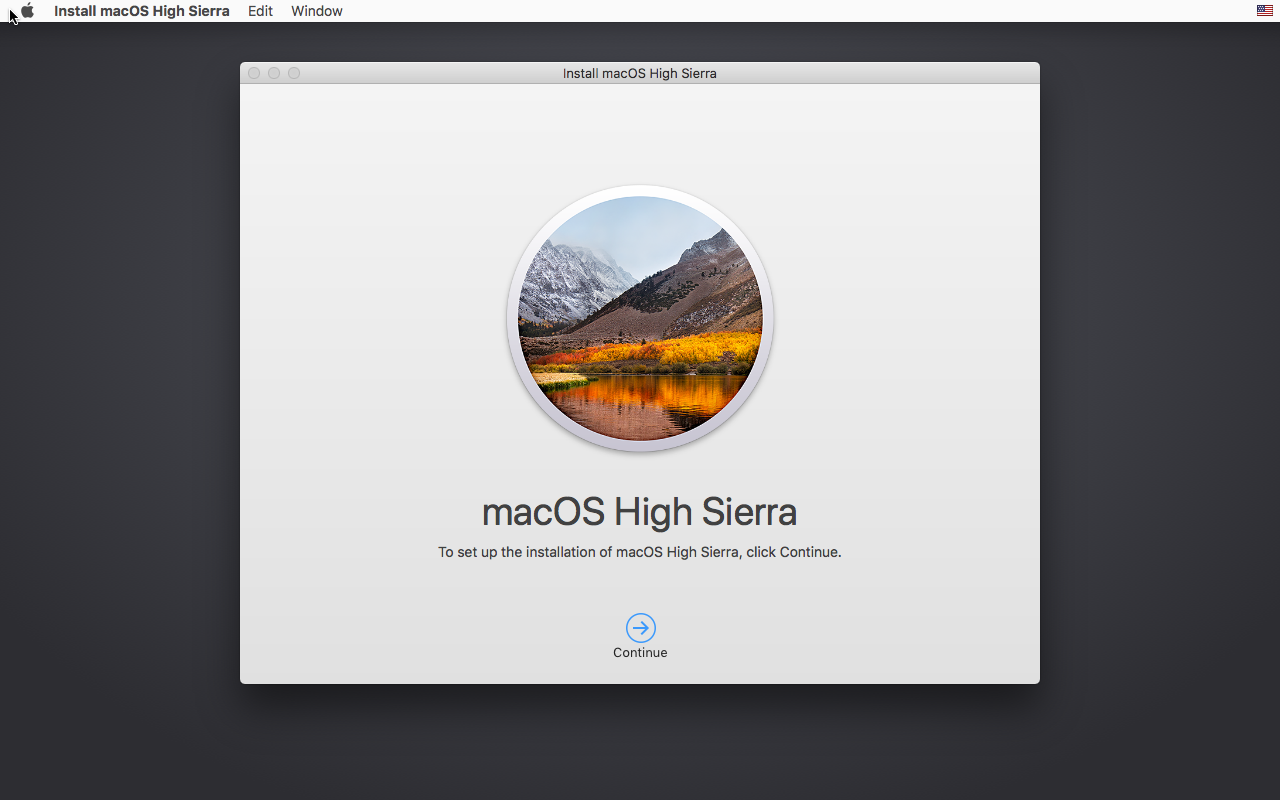 Install macOS High Sierra Edit Window
Install macOS High Sierra
macOS High Sierra
To set up the installation of macOS High Sierra, click Continue.
Continue